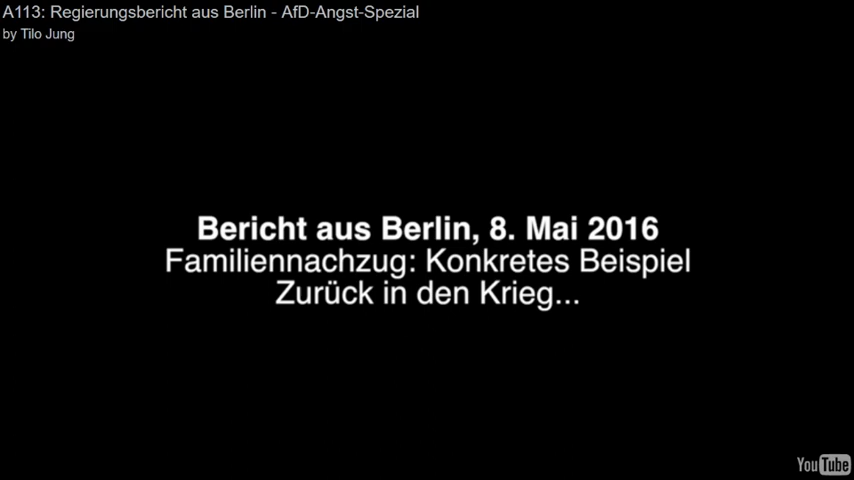 A113: Regierungsbericht aus Berlin - AfD-Angst-Spezial
by Tilo Jung
Bericht aus Berlin, 8. Mai 2016
Familiennachzug: Konkretes Beispiel
Zurück in den Krieg...
YouTube